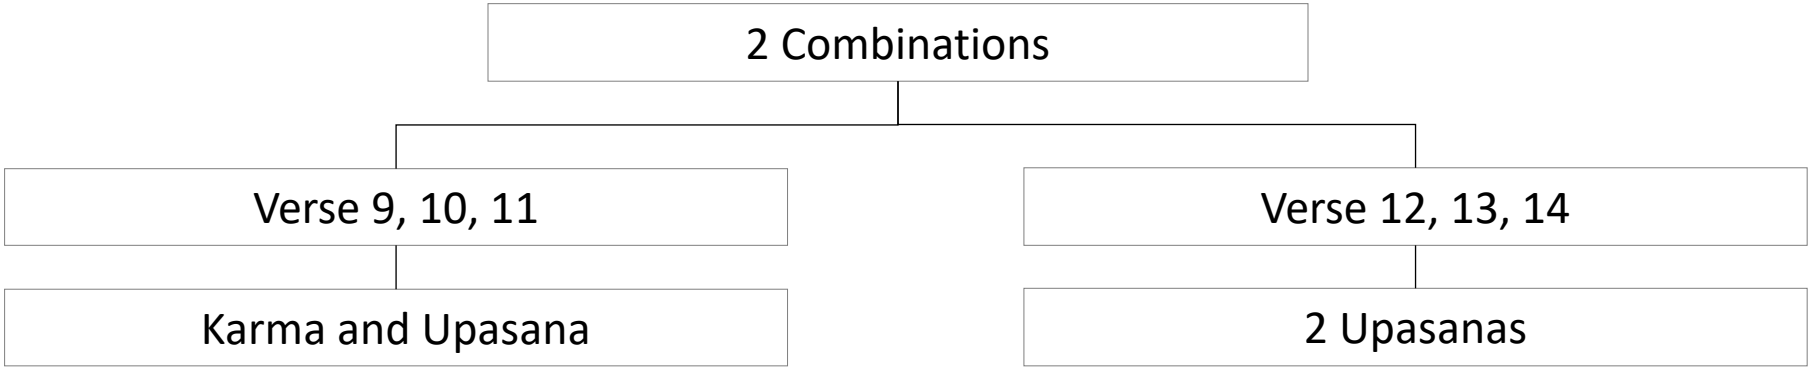 2 Combinations
Verse 9, 10, 11
Verse 12, 13, 14
Karma and Upasana
2 Upasanas